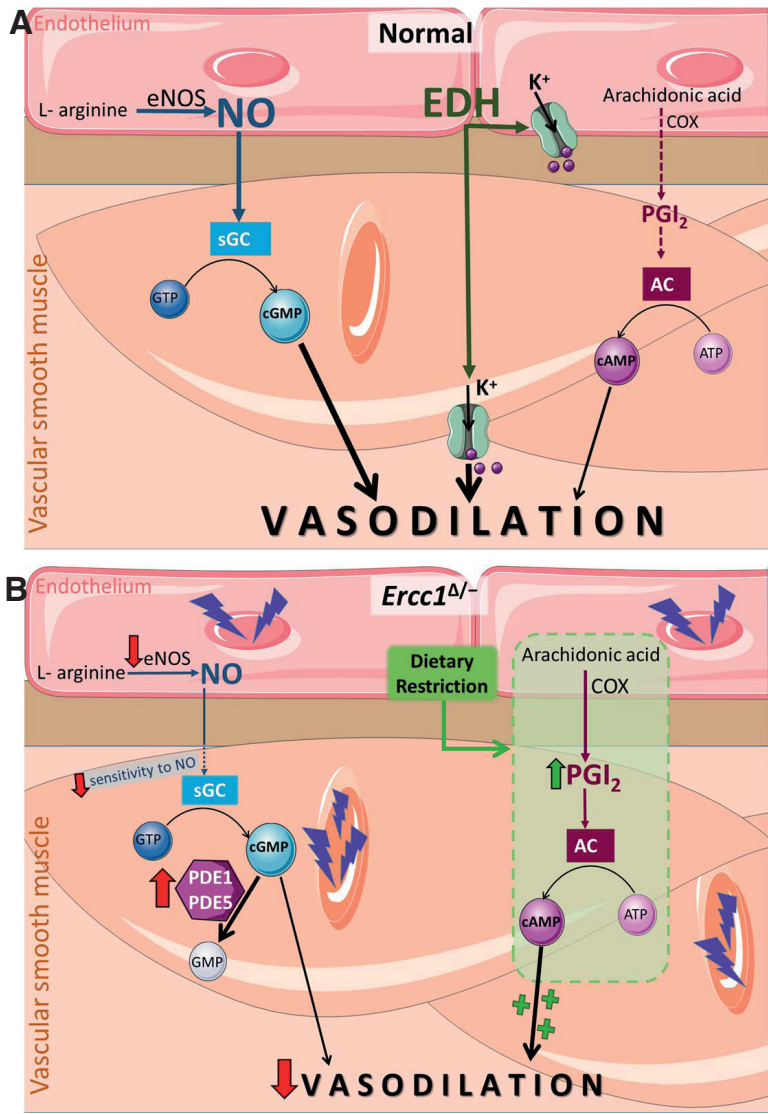 A
Endothelium
Normal
L- arginine
eNOS
NO
EDH
K⁺
Arachidonic acid
COX
PGI₂
sGC
AC
GTP
cGMP
cAMP
ATP
K⁺
Vascular smooth muscle
VASODILATION
B
Endothelium
Ercc1Δ/−
L- arginine
eNOS
NO
Dietary
Restriction
Arachidonic acid
COX
sensitivity to NO
PGI₂
sGC
GTP
cGMP
AC
PDE1
PDE5
cAMP
ATP
GMP
Vascular smooth muscle
VASODILATION